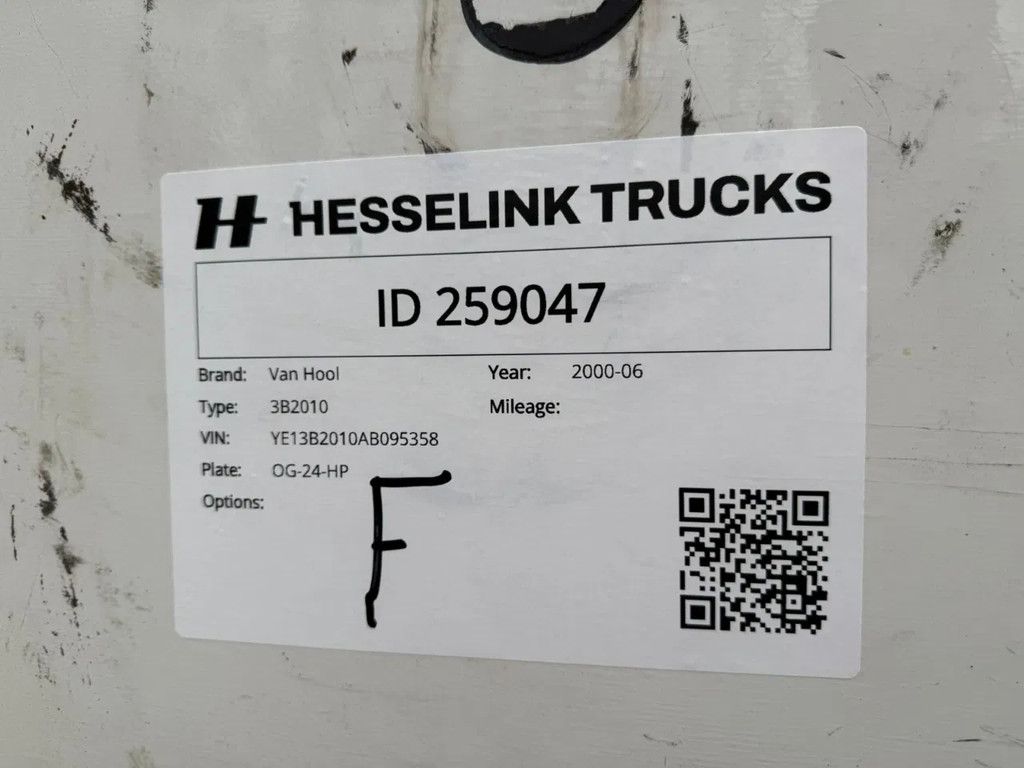 H HESSELINK TRUCKS
ID 259047
Brand: Van Hool Year: 2000-06
Type: 3B2010 Mileage:
VIN: YE13B2010AB095358
Plate: OG-24-HP
Options:
F